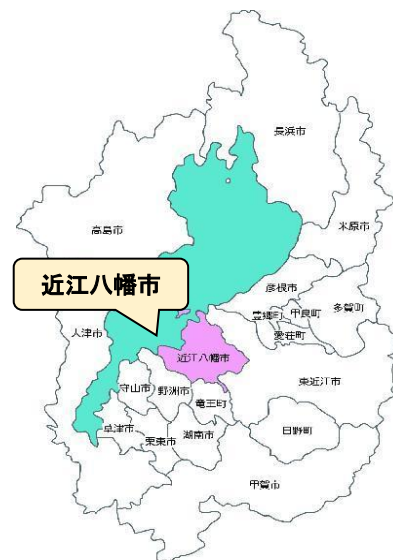 長浜市
高島市
米原市
近江八幡市
彦根市
多賀町
豊郷町
甲良町
大津市
愛荘町
近江八幡市
東近江市
守山市
野洲市
竜王町
草津市
日野町
栗東市
湖南市
甲賀市